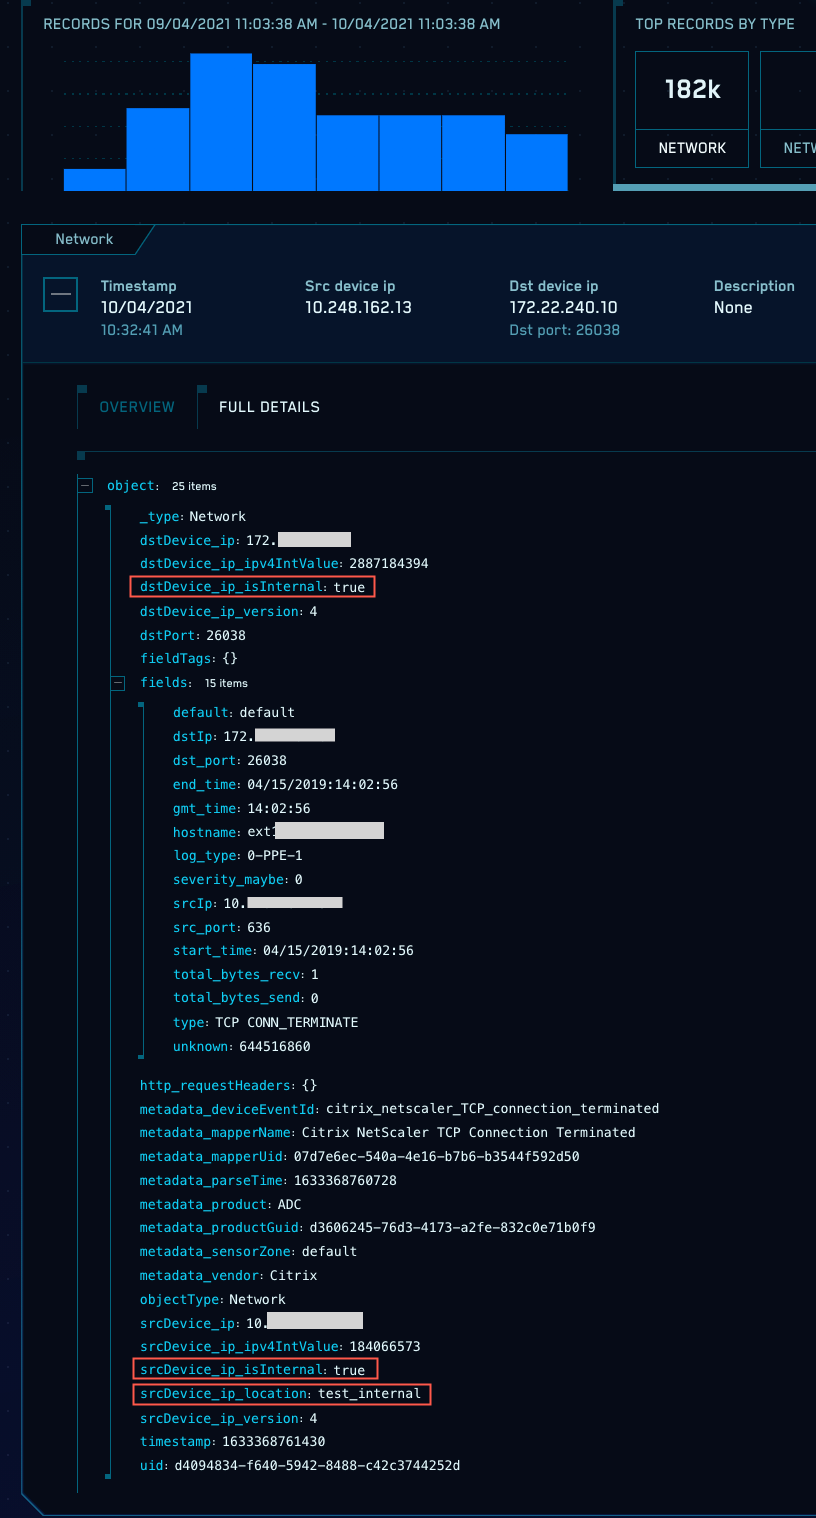 RECORDS FOR 09/04/2021 11:03:38 AM - 10/04/2021 11:03:38 AM
TOP RECORDS BY TYPE
182k
NETWORK
NETW
Network
Timestamp Src device ip Dst device ip Description
10/04/2021 10.248.162.13 172.22.240.10 None
10:32:41 AM Dst port: 26038
OVERVIEW FULL DETAILS
object: 25 items
_type: Network
dstDevice_ip: 172.
dstDevice_ip_ipv4IntValue: 2887184394
dstDevice_ip_isInternal: true
dstDevice_ip_version: 4
dstPort: 26038
fieldTags: {}
fields: 15 items
default: default
dstIp: 172.
dst_port: 26038
end_time: 04/15/2019:14:02:56
gmt_time: 14:02:56
hostname: ext1
log_type: 0-PPE-1
severity_maybe: 0
srcIp: 10.
src_port: 636
start_time: 04/15/2019:14:02:56
total_bytes_recv: 1
total_bytes_send: 0
type: TCP CONN_TERMINATE
unknown: 644516860
http_requestHeaders: {}
metadata_deviceEventId: citrix_netscaler_TCP_connection_terminated
metadata_mapperName: Citrix NetScaler TCP Connection Terminated
metadata_mapperUid: 07d7e6ec-540a-4e16-b7b6-b3544f592d50
metadata_parseTime: 1633368760728
metadata_product: ADC
metadata_productGuid: d3606245-76d3-4173-a2fe-832c0e71b0f9
metadata_sensorZone: default
metadata_vendor: Citrix
objectType: Network
srcDevice_ip: 10.
srcDevice_ip_ipv4IntValue: 184066573
srcDevice_ip_isInternal: true
srcDevice_ip_location: test_internal
srcDevice_ip_version: 4
timestamp: 1633368761430
uid: d4094834-f640-5942-8488-c42c3744252d